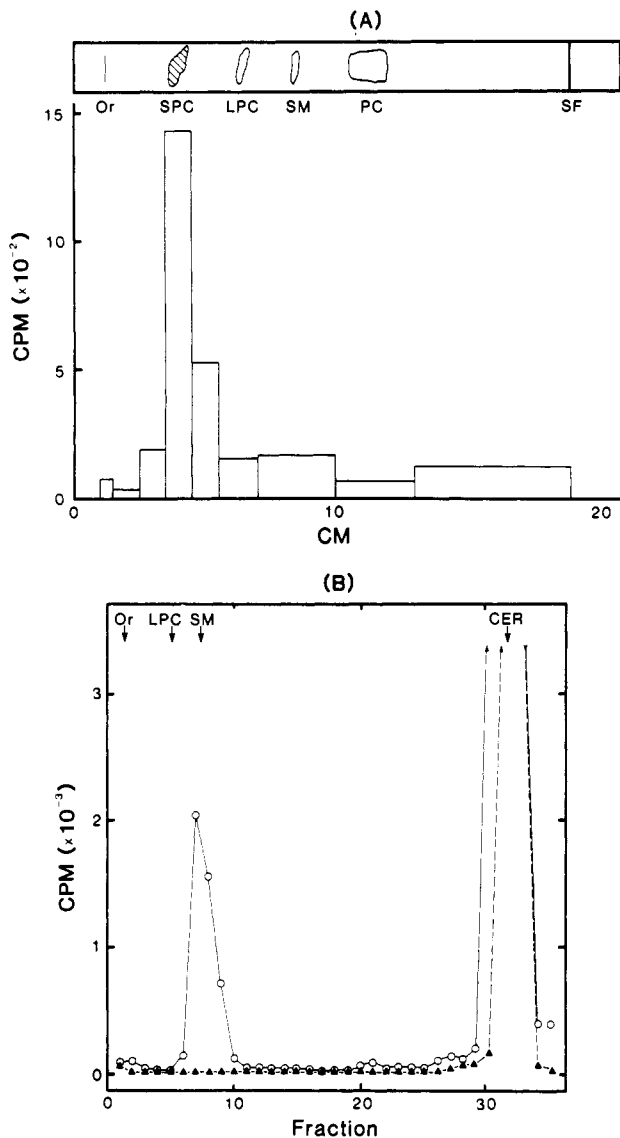 (A)
Or SPC LPC SM PC SF
15
10
5
0
CPM (×10⁻²)
0 10 20
CM
(B)
Or LPC SM CER
3
2
1
0
CPM (×10⁻³)
0 10 20 30
Fraction